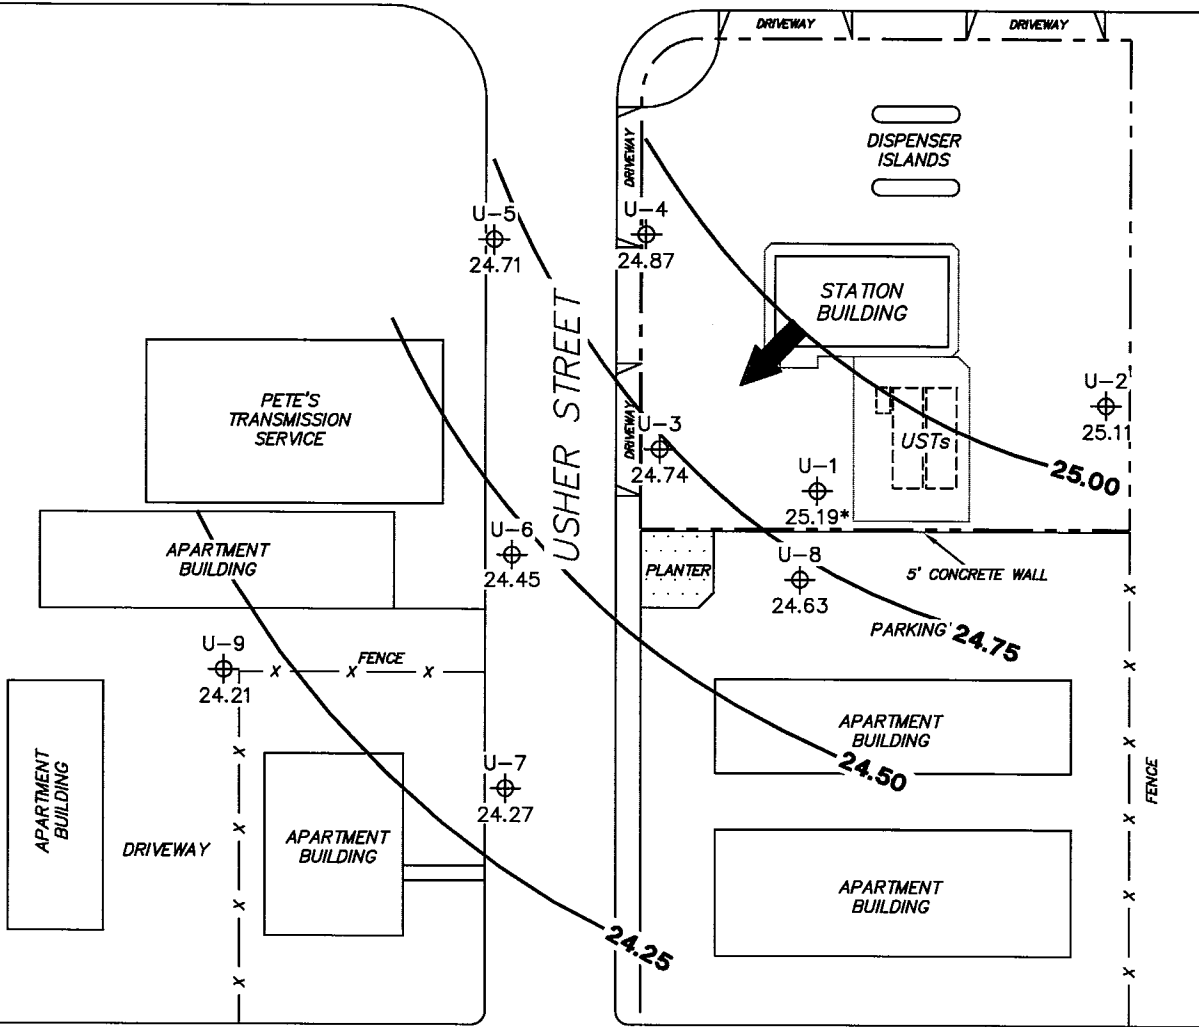 DRIVEWAY
DRIVEWAY
DISPENSER
ISLANDS
DRIVEWAY
U-5
24.71
U-4
24.87
STATION
BUILDING
USHER STREET
PETE'S
TRANSMISSION
SERVICE
U-2
25.11
DRIVEWAY
U-3
24.74
USTs
U-1
25.19*
25.00
U-6
24.45
APARTMENT
BUILDING
PLANTER
U-8
24.63
5' CONCRETE WALL
PARKING
24.75
U-9
24.21
X X FENCE X
X
X
X
X
X
X
X
X
X
X
APARTMENT
BUILDING
24.50
FENCE
U-7
24.27
APARTMENT
BUILDING
DRIVEWAY
APARTMENT
BUILDING
APARTMENT
BUILDING
24.25